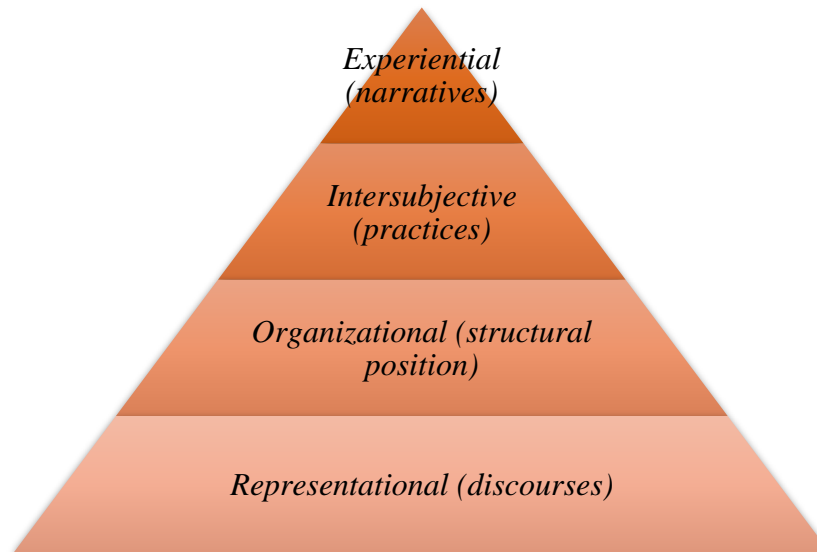 Experiential
(narratives)
Intersubjective
(practices)
Organizational (structural
position)
Representational (discourses)